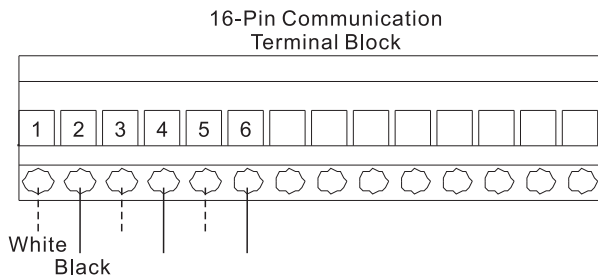 16-Pin Communication
Terminal Block
1 2 3 4 5 6
White
Black